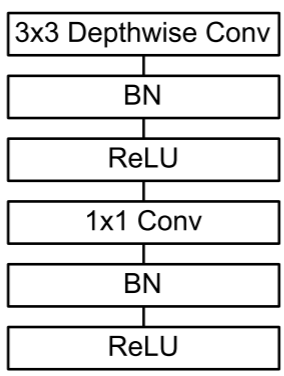 3x3 Depthwise Conv
BN
ReLU
1x1 Conv
BN
ReLU